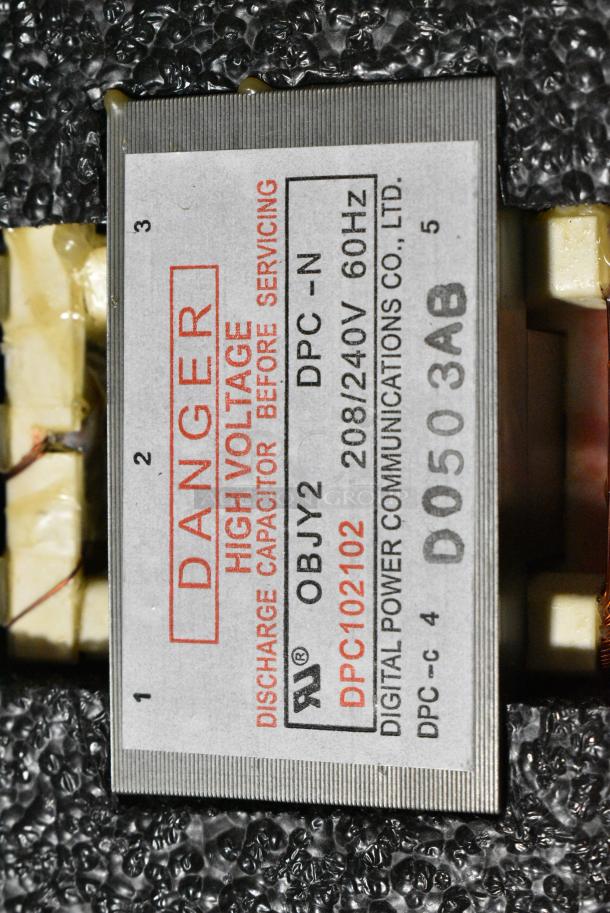 1 2 3
DANGER
HIGH VOLTAGE
DISCHARGE CAPACITOR BEFORE SERVICING
RU® OBJY2 DPC -N
DPC102102 208/240V 60Hz
DIGITAL POWER COMMUNICATIONS CO., LTD.
DPC-c 4 5
D0503AB